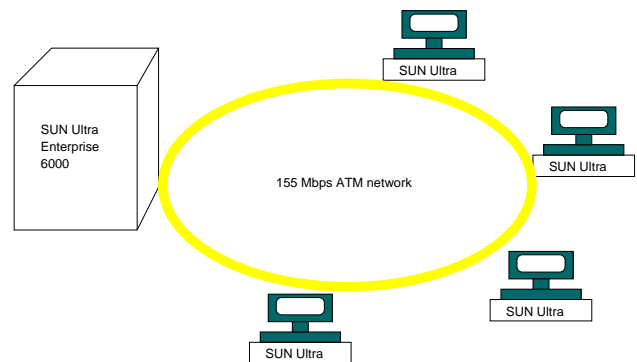 SUN Ultra
SUN Ultra
Enterprise
6000
SUN Ultra
155 Mbps ATM network
SUN Ultra
SUN Ultra